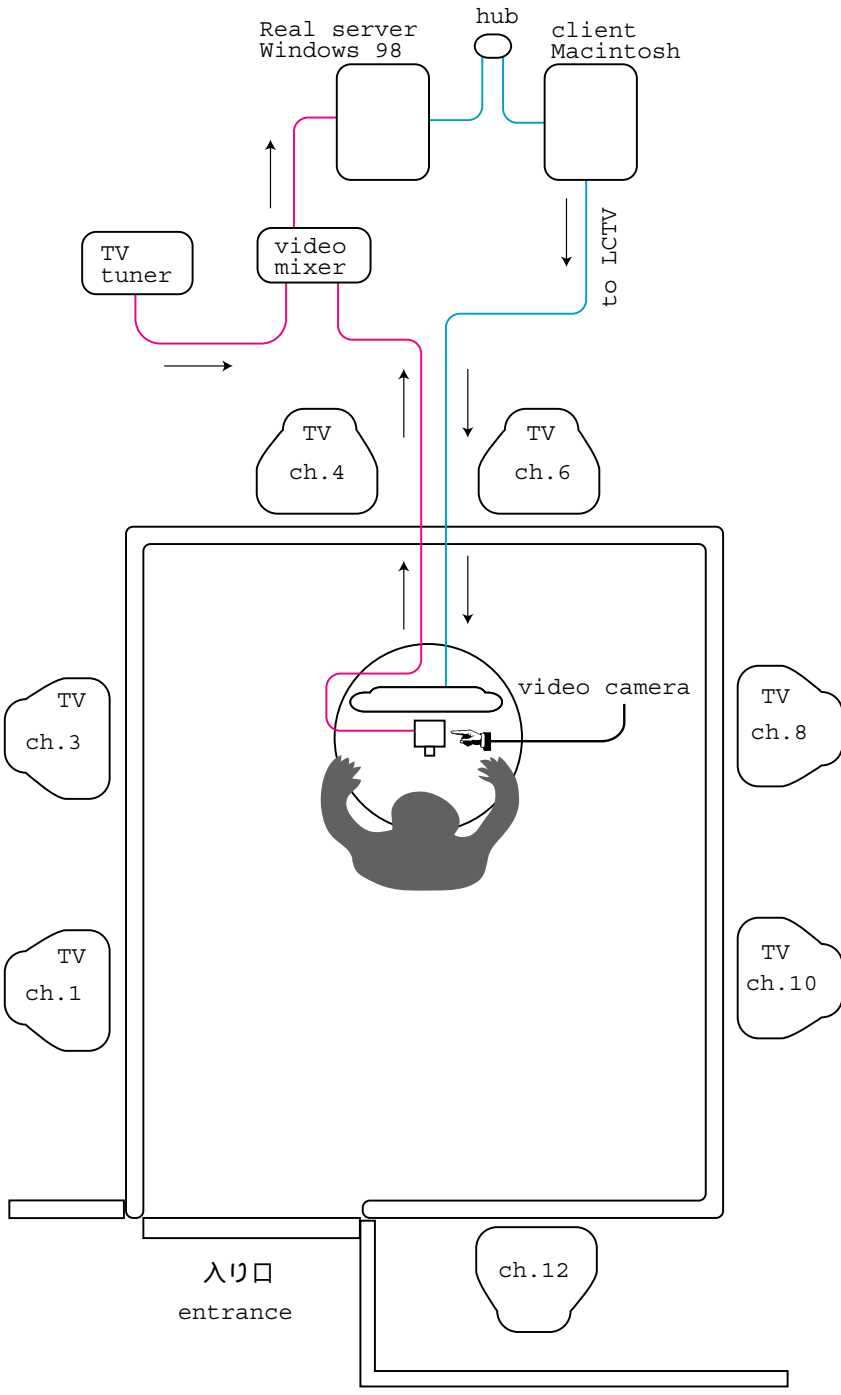 hub
Real server
Windows 98
client
Macintosh
to LCTV
TV
tuner
video
mixer
TV
ch.4
TV
ch.6
video camera
TV
ch.3
TV
ch.8
TV
ch.1
TV
ch.10
ch.12
入り口
entrance